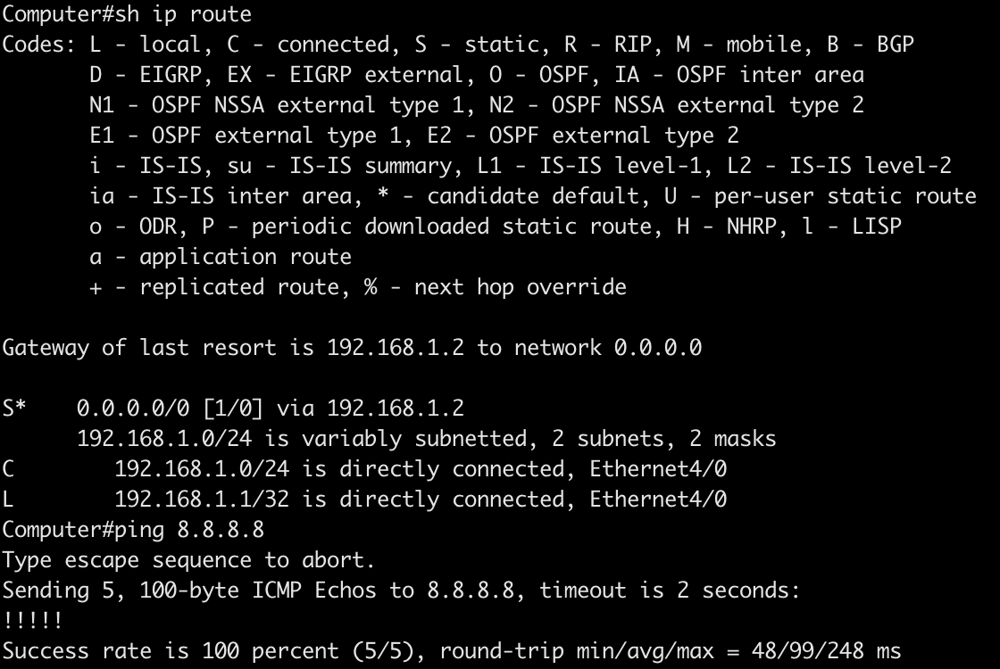 Computer#sh ip route
Codes: L - local, C - connected, S - static, R - RIP, M - mobile, B - BGP
       D - EIGRP, EX - EIGRP external, O - OSPF, IA - OSPF inter area
       N1 - OSPF NSSA external type 1, N2 - OSPF NSSA external type 2
       E1 - OSPF external type 1, E2 - OSPF external type 2
       i - IS-IS, su - IS-IS summary, L1 - IS-IS level-1, L2 - IS-IS level-2
       ia - IS-IS inter area, * - candidate default, U - per-user static route
       o - ODR, P - periodic downloaded static route, H - NHRP, l - LISP
       a - application route
       + - replicated route, % - next hop override

Gateway of last resort is 192.168.1.2 to network 0.0.0.0

S*    0.0.0.0/0 [1/0] via 192.168.1.2
      192.168.1.0/24 is variably subnetted, 2 subnets, 2 masks
C        192.168.1.0/24 is directly connected, Ethernet4/0
L        192.168.1.1/32 is directly connected, Ethernet4/0
Computer#ping 8.8.8.8
Type escape sequence to abort.
Sending 5, 100-byte ICMP Echos to 8.8.8.8, timeout is 2 seconds:
!!!!!
Success rate is 100 percent (5/5), round-trip min/avg/max = 48/99/248 ms